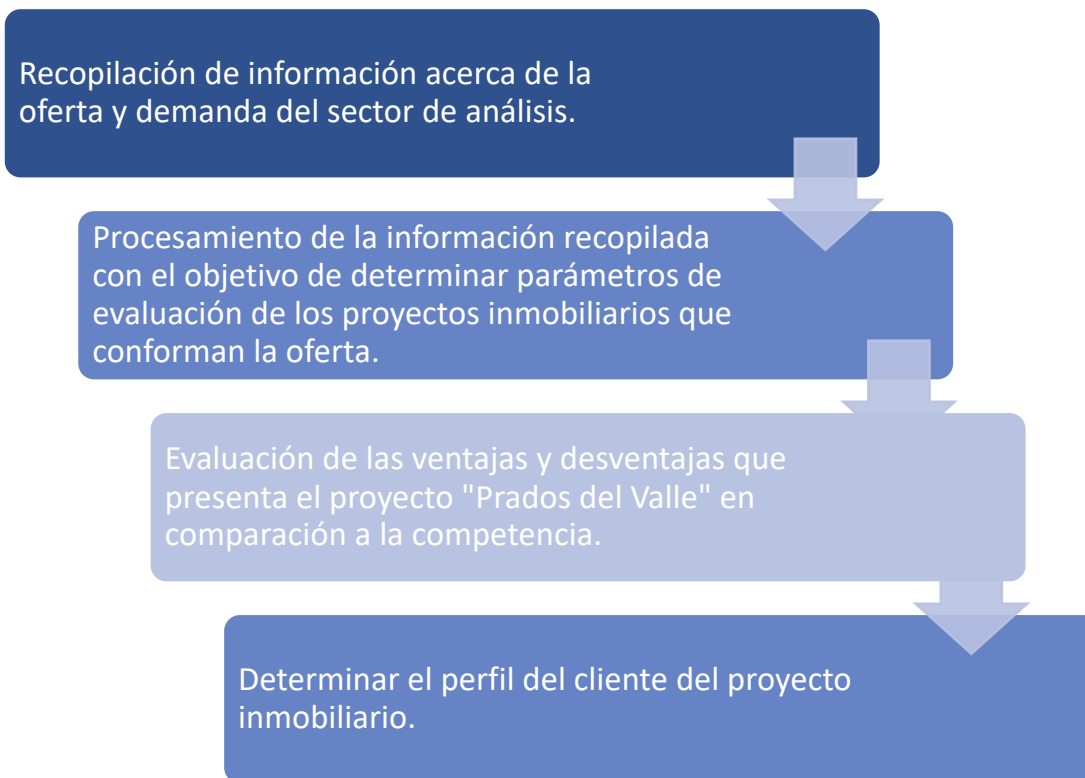 Recopilación de información acerca de la
oferta y demanda del sector de análisis.
Procesamiento de la información recopilada
con el objetivo de determinar parámetros de
evaluación de los proyectos inmobiliarios que
conforman la oferta.
Evaluación de las ventajas y desventajas que
presenta el proyecto "Prados del Valle" en
comparación a la competencia.
Determinar el perfil del cliente del proyecto
inmobiliario.